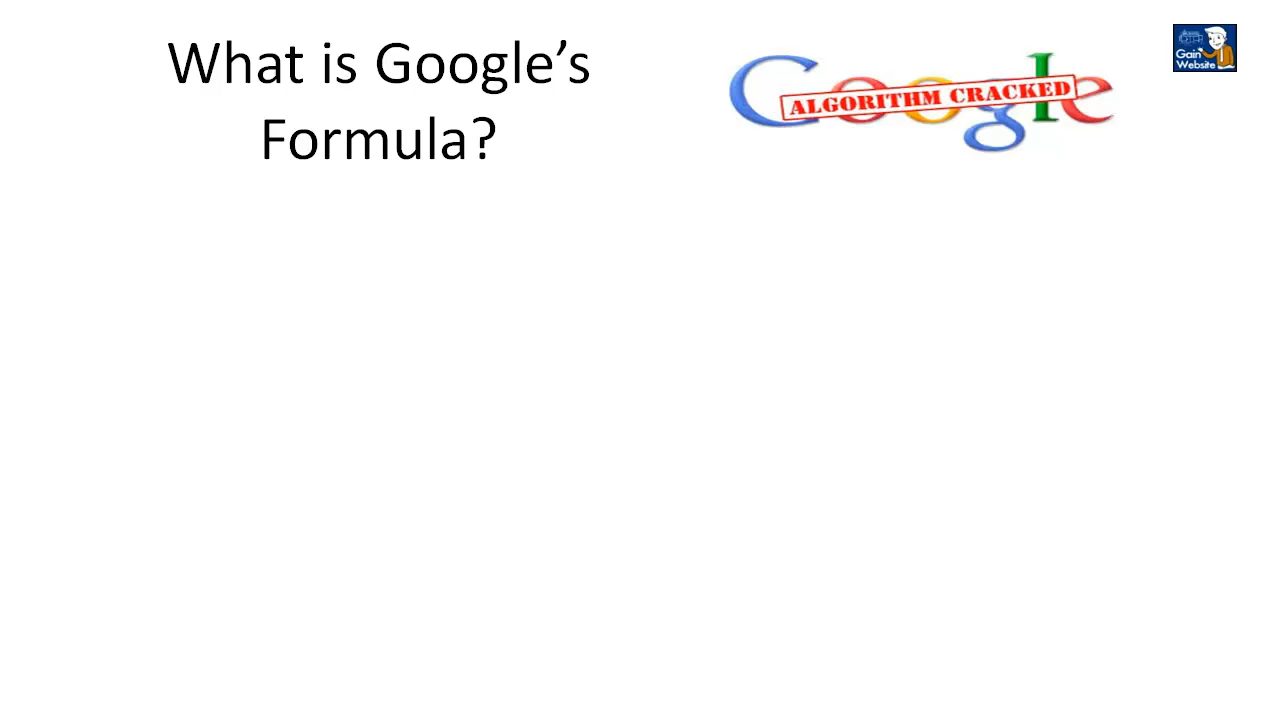 What is Google’s
Formula?
Google
ALGORITHM CRACKED
Gain
Website